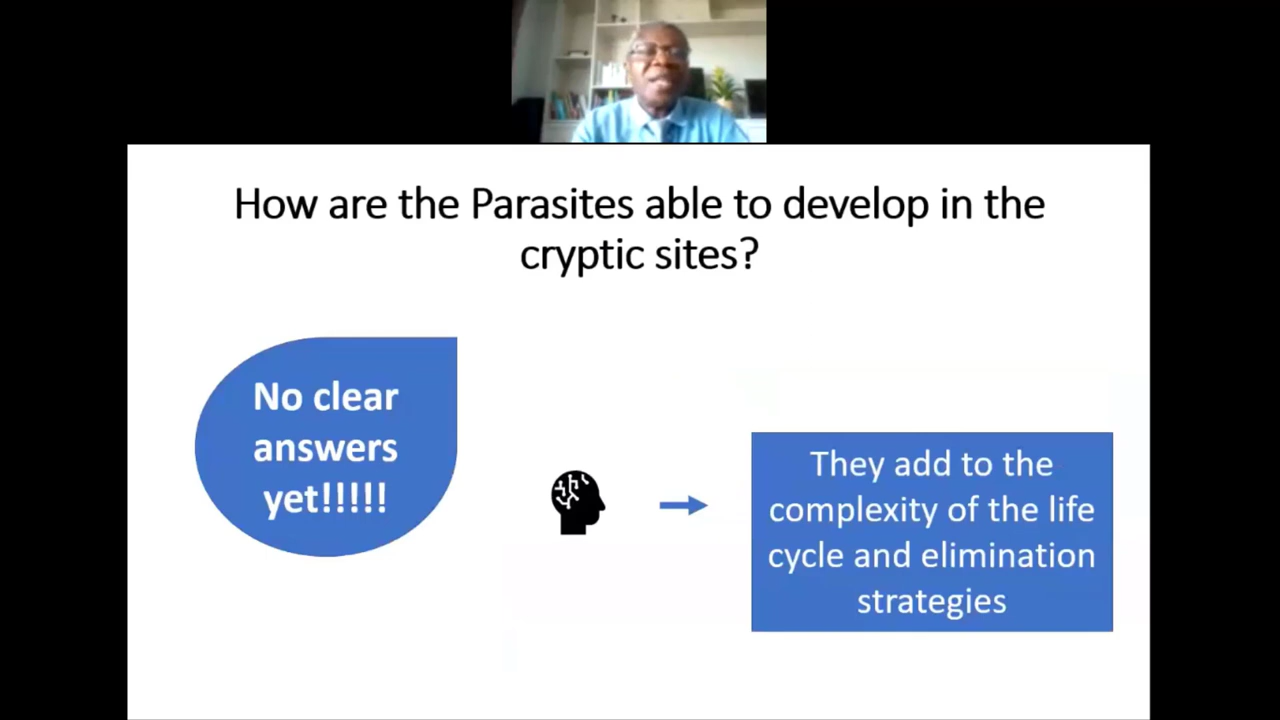 How are the Parasites able to develop in the
cryptic sites?
No clear
answers
yet!!!!!
They add to the
complexity of the life
cycle and elimination
strategies